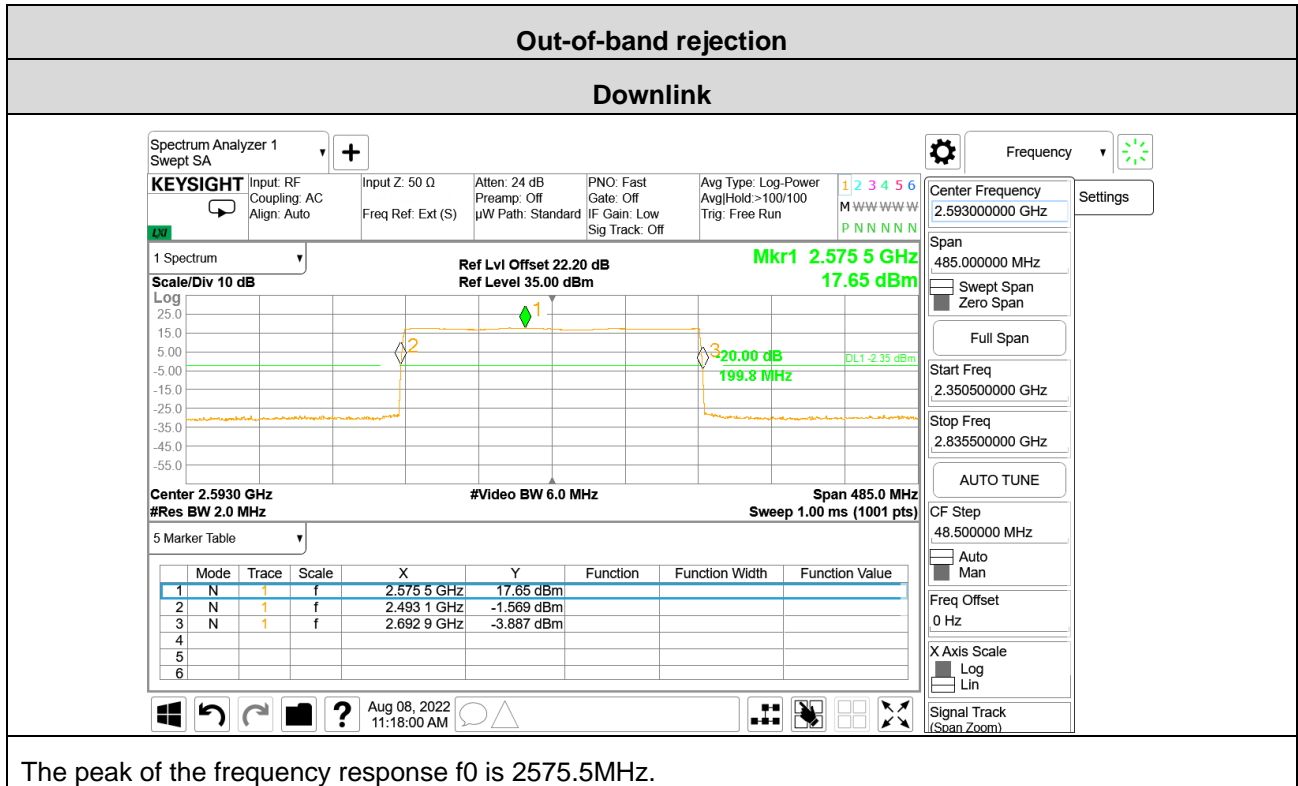 Out-of-band rejection
Downlink
Spectrum Analyzer 1
Swept SA
Frequency
KEYSIGHT
LXI
Input: RF
Coupling: AC
Align: Auto
Input Z: 50 Ω
Freq Ref: Ext (S)
Atten: 24 dB
Preamp: Off
µW Path: Standard
PNO: Fast
Gate: Off
IF Gain: Low
Sig Track: Off
Avg Type: Log-Power
Avg|Hold:>100/100
Trig: Free Run
1 2 3 4 5 6
M W W W W W
P N N N N N
1 Spectrum
Scale/Div 10 dB
Ref Lvl Offset 22.20 dB
Ref Level 35.00 dBm
Mkr1 2.575 5 GHz
17.65 dBm
Log
25.0
15.0
5.00
-5.00
-15.0
-25.0
-35.0
-45.0
-55.0
1
2
3
-20.00 dB
199.8 MHz
DL1 -2.35 dBm
Center 2.5930 GHz
#Video BW 6.0 MHz
Span 485.0 MHz
#Res BW 2.0 MHz
Sweep 1.00 ms (1001 pts)
5 Marker Table
Mode Trace Scale X Y Function Function Width Function Value
1 N 1 f 2.575 5 GHz 17.65 dBm
2 N 1 f 2.493 1 GHz -1.569 dBm
3 N 1 f 2.692 9 GHz -3.887 dBm
4
5
6
?
Aug 08, 2022
11:18:00 AM
Center Frequency
2.593000000 GHz
Settings
Span
485.000000 MHz
Swept Span
Zero Span
Full Span
Start Freq
2.350500000 GHz
Stop Freq
2.835500000 GHz
AUTO TUNE
CF Step
48.500000 MHz
Auto
Man
Freq Offset
0 Hz
X Axis Scale
Log
Lin
Signal Track
(Span Zoom)
The peak of the frequency response f0 is 2575.5MHz.